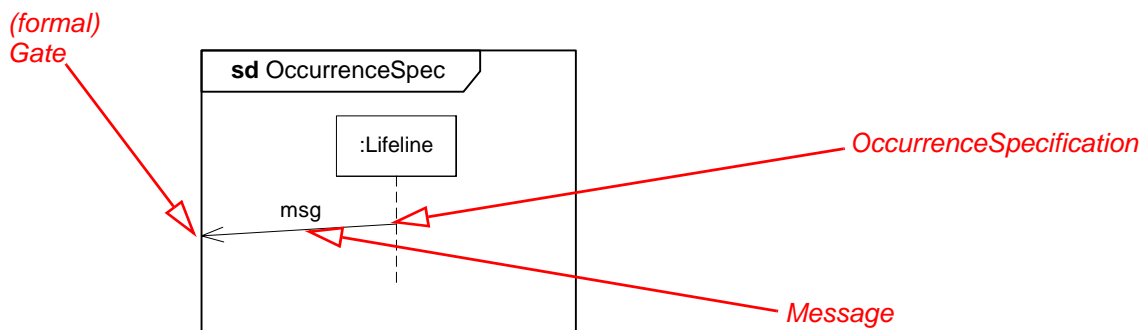 (formal)
Gate
sd OccurrenceSpec
:Lifeline
OccurrenceSpecification
msg
Message